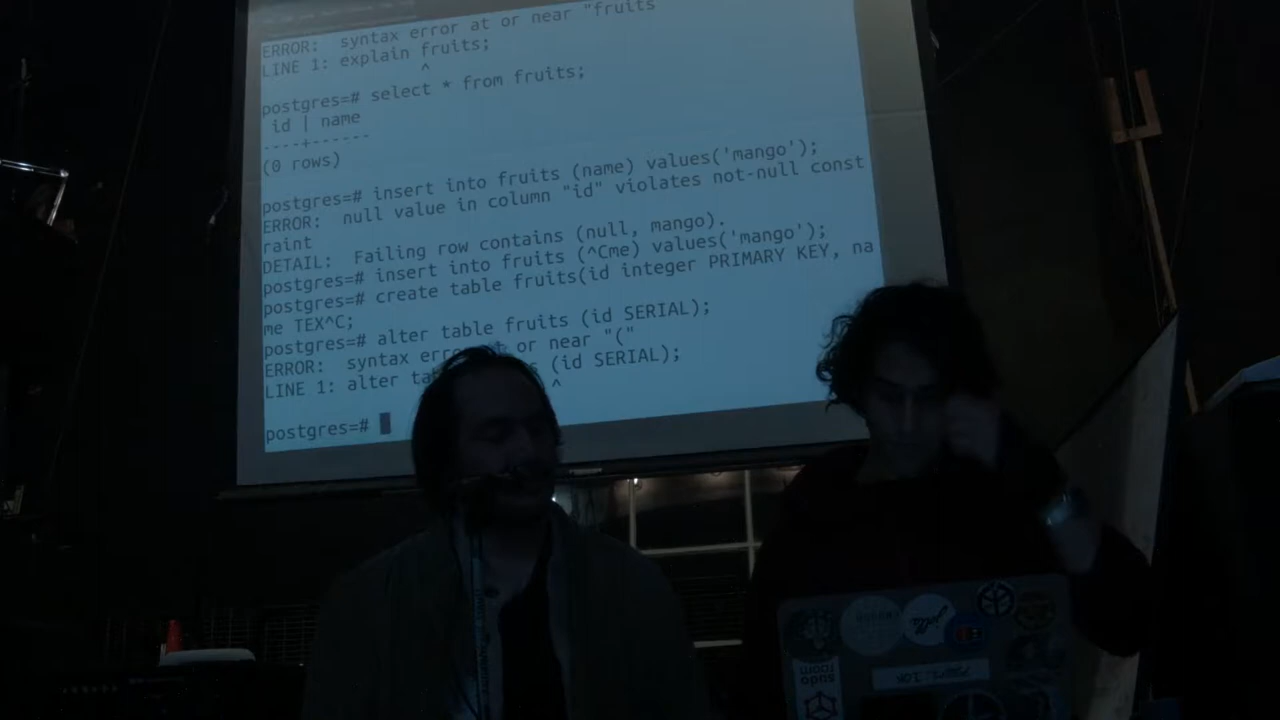 ERROR:  syntax error at or near "fruits
LINE 1: explain fruits;
^
postgres=# select * from fruits;
id | name
----+------
(0 rows)
postgres=# insert into fruits (name) values('mango');
ERROR:  null value in column "id" violates not-null const
raint
DETAIL:  Failing row contains (null, mango).
postgres=# insert into fruits (^Cme) values('mango');
postgres=# create table fruits(id integer PRIMARY KEY, na
me TEX^C;
postgres=# alter table fruits (id SERIAL);
ERROR:  syntax error at or near "("
LINE 1: alter ta s (id SERIAL);
^
postgres=#
jolla
sudo
room